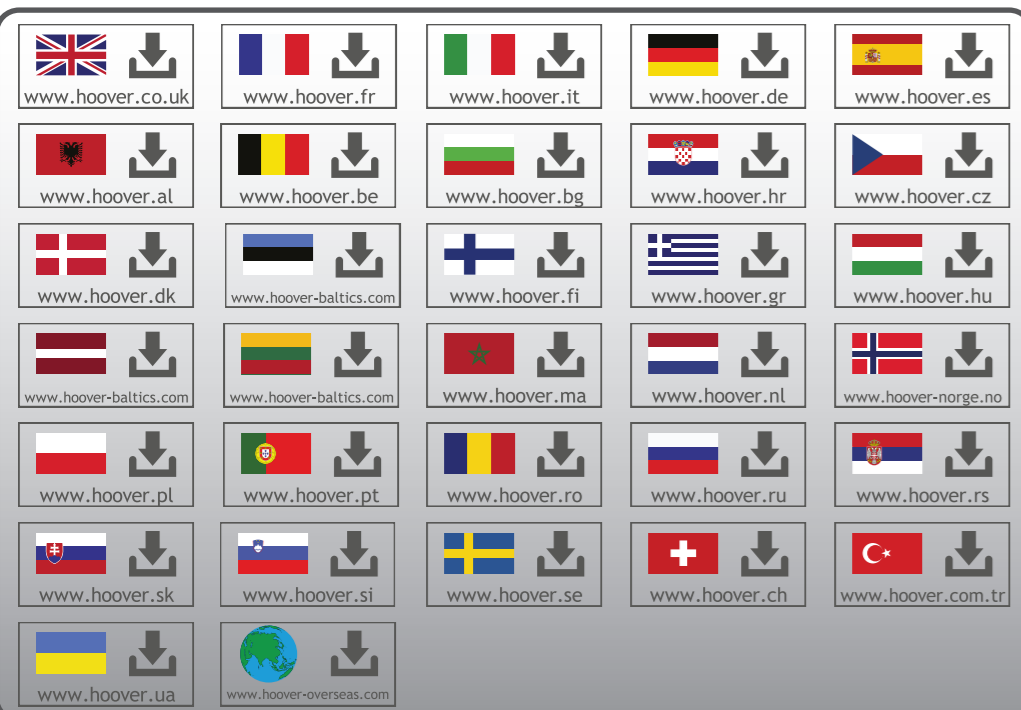 www.hoover.co.uk
www.hoover.fr
www.hoover.it
www.hoover.de
www.hoover.es
www.hoover.al
www.hoover.be
www.hoover.bg
www.hoover.hr
www.hoover.cz
www.hoover.dk
www.hoover-baltics.com
www.hoover.fi
www.hoover.gr
www.hoover.hu
www.hoover-baltics.com
www.hoover-baltics.com
www.hoover.ma
www.hoover.nl
www.hoover-norge.no
www.hoover.pl
www.hoover.pt
www.hoover.ro
www.hoover.ru
www.hoover.rs
www.hoover.sk
www.hoover.si
www.hoover.se
www.hoover.ch
www.hoover.com.tr
www.hoover.ua
www.hoover-overseas.com